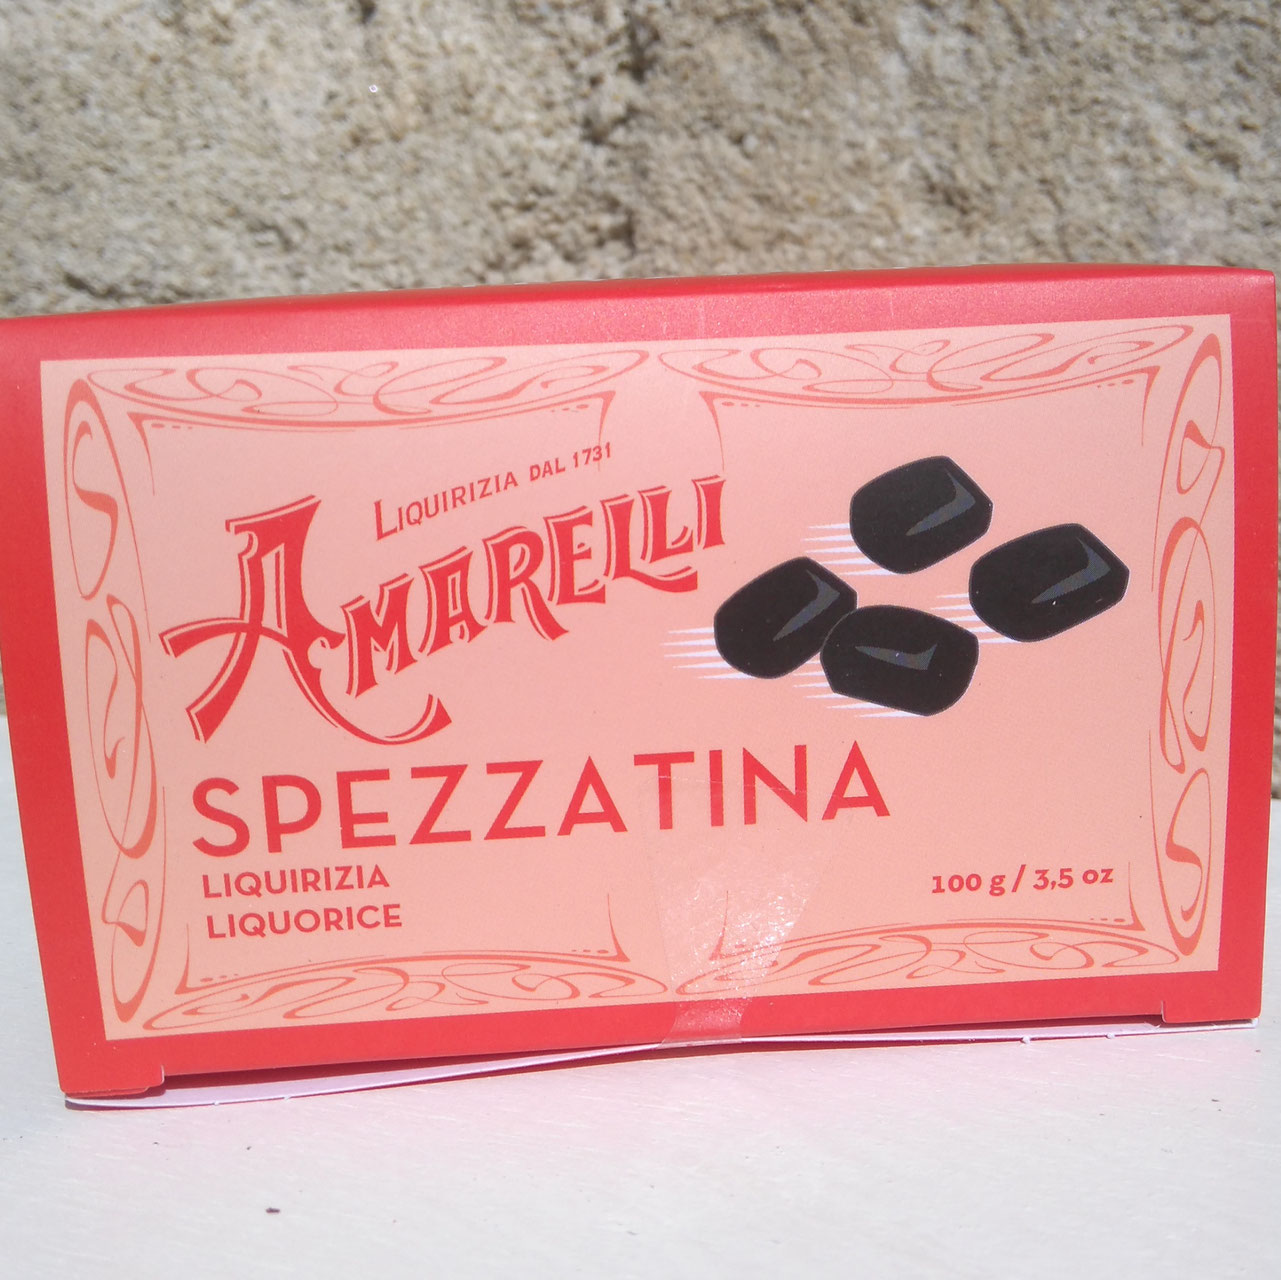 LIQUIRIZIA DAL 1731
AMARELLI
SPEZZATINA
LIQUIRIZIA
LIQUORICE
100 g / 3,5 oz